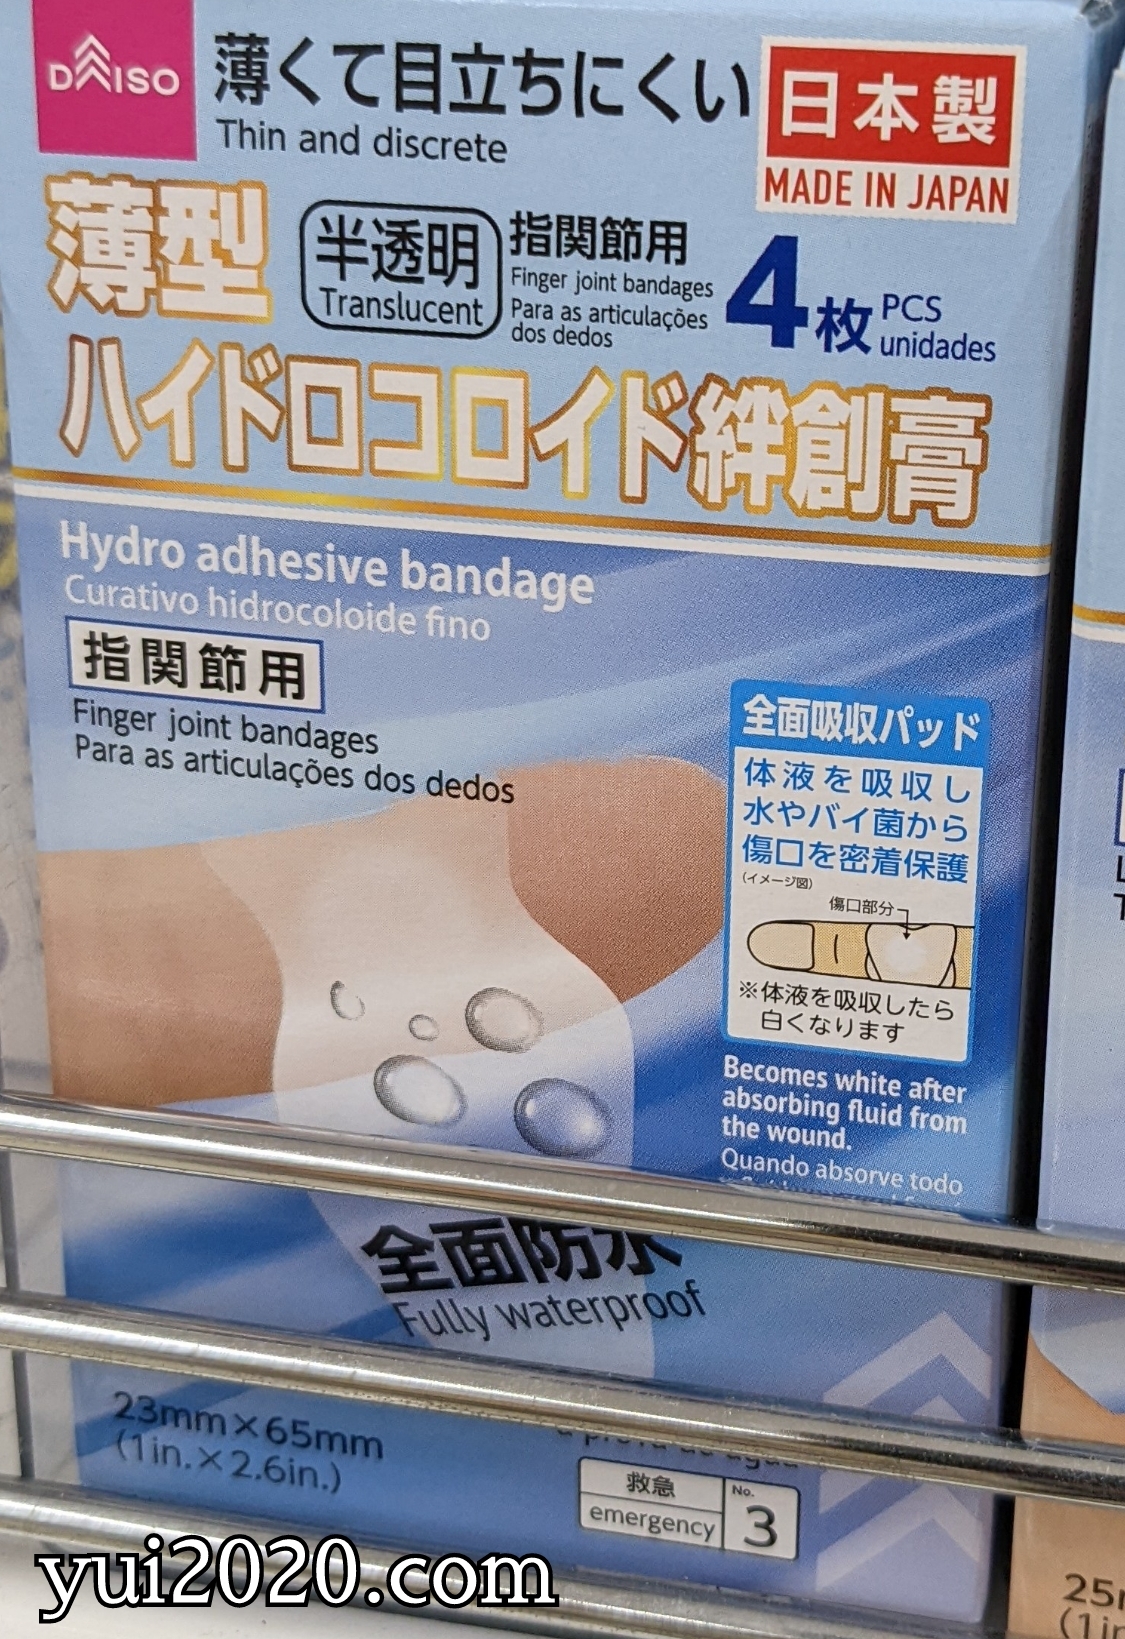 DAISO
薄くて目立ちにくい
Thin and discrete
日本製
MADE IN JAPAN
薄型
半透明
Translucent
指関節用
Finger joint bandages
Para as articulações
dos dedos
4枚 PCS
unidades
ハイドロコロイド絆創膏
Hydro adhesive bandage
Curativo hidrocoloide fino
指関節用
Finger joint bandages
Para as articulações dos dedos
全面吸収パッド
体液を吸収し
水やバイ菌から
傷口を密着保護
(イメージ図)
傷口部分
※体液を吸収したら
白くなります
Becomes white after
absorbing fluid from
the wound.
Quando absorve todo
全面防水
Fully waterproof
23mm×65mm
(1in.×2.6in.)
救急
emergency
No.
3
yui2020.com